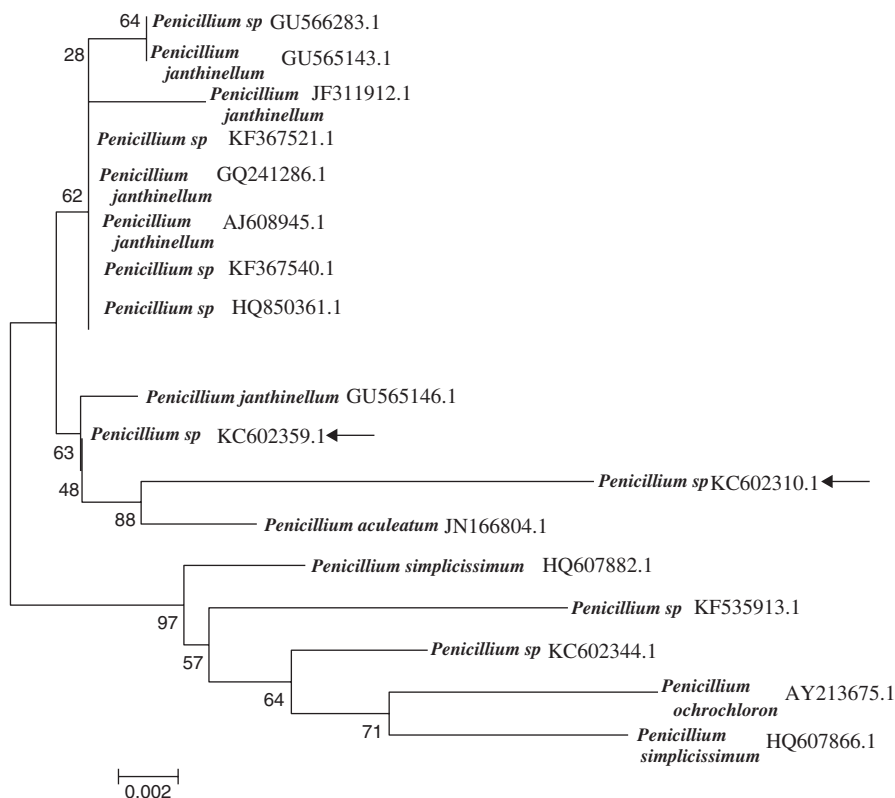 64
Penicillium sp GU566283.1
28
Penicillium
janthinellum GU565143.1
Penicillium JF311912.1
janthinellum
Penicillium sp KF367521.1
Penicillium GQ241286.1
janthinellum
62
Penicillium AJ608945.1
janthinellum
Penicillium sp KF367540.1
Penicillium sp HQ850361.1
Penicillium janthinellum GU565146.1
Penicillium sp KC602359.1
63
48
Penicillium sp KC602310.1
88
Penicillium aculeatum JN166804.1
Penicillium simplicissimum HQ607882.1
97
Penicillium sp KF535913.1
57
Penicillium sp KC602344.1
64
Penicillium AY213675.1
ochrochloron
71
Penicillium HQ607866.1
simplicissimum
0.002